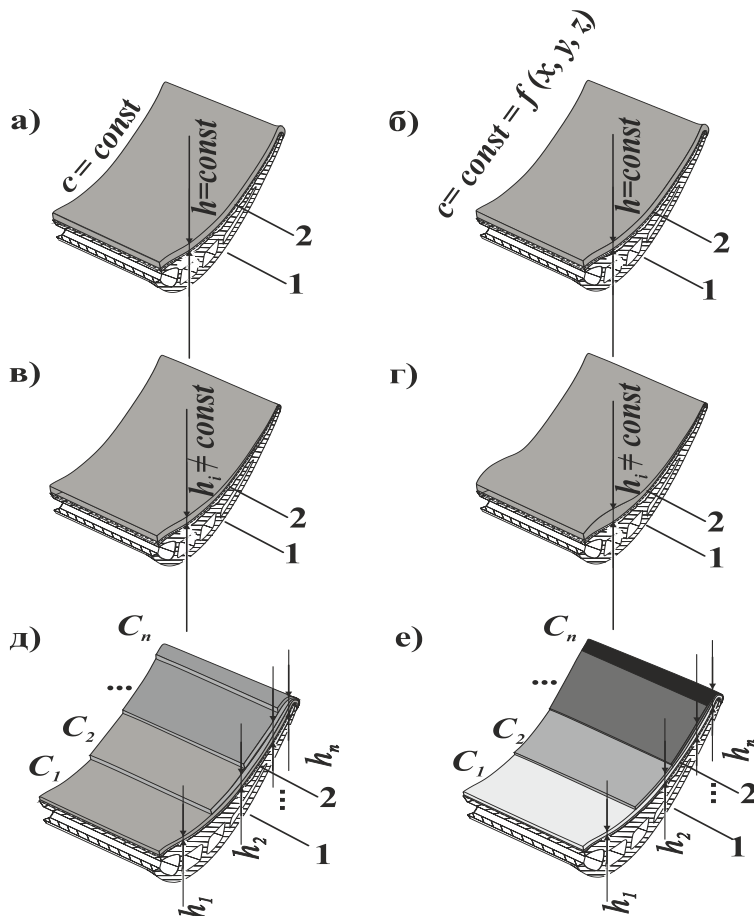 а)
c= const
h=const
2
1
б)
c= const = f (x, y, z)
h=const
2
1
в)
hᵢ ≠ const
2
1
г)
hᵢ ≠ const
2
1
д)
Cₙ
...
C₂
C₁
hₙ
...
2
1
h₂
h₁
е)
Cₙ
...
C₂
C₁
hₙ
...
2
1
h₂
h₁